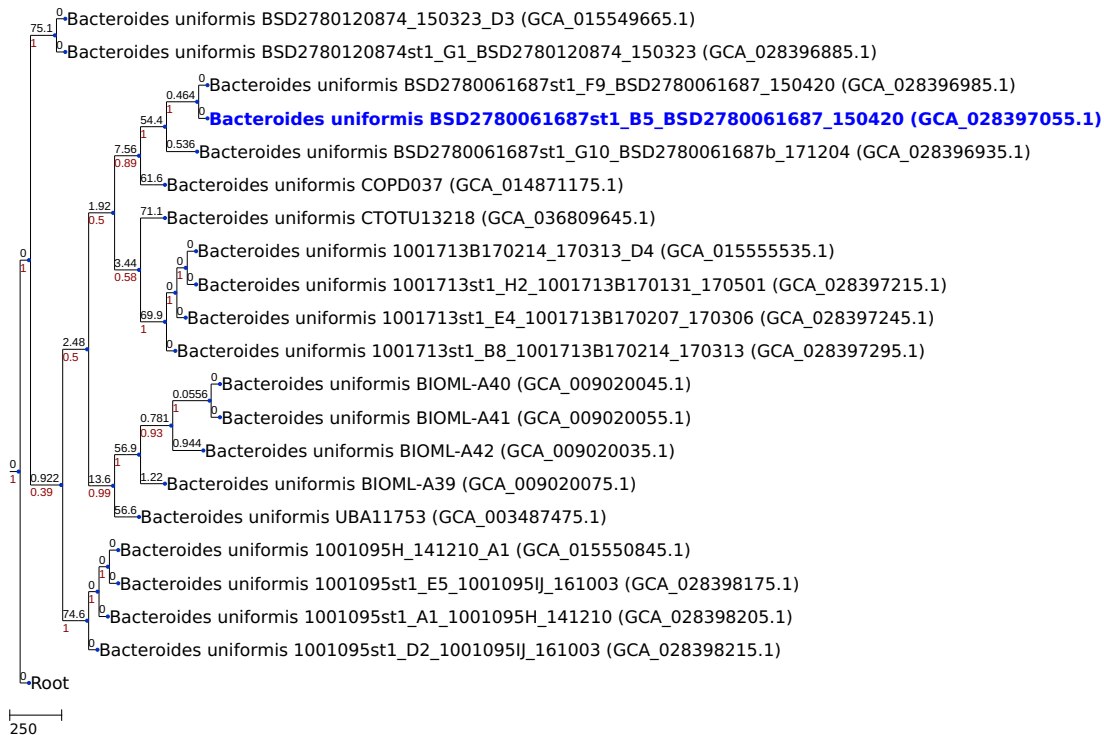 0
Bacteroides uniformis BSD2780120874_150323_D3 (GCA_015549665.1)
75.1
1
0
Bacteroides uniformis BSD2780120874st1_G1_BSD2780120874_150323 (GCA_028396885.1)
0
Bacteroides uniformis BSD2780061687st1_F9_BSD2780061687_150420 (GCA_028396985.1)
0.464
1
0
Bacteroides uniformis BSD2780061687st1_B5_BSD2780061687_150420 (GCA_028397055.1)
54.4
1
0.536
Bacteroides uniformis BSD2780061687st1_G10_BSD2780061687b_171204 (GCA_028396935.1)
7.56
0.89
61.6
Bacteroides uniformis COPD037 (GCA_014871175.1)
1.92
0.5
71.1
Bacteroides uniformis CTOTU13218 (GCA_036809645.1)
0
Bacteroides uniformis 1001713B170214_170313_D4 (GCA_015555535.1)
0
1
3.44
0.58
0
1
0
Bacteroides uniformis 1001713st1_H2_1001713B170131_170501 (GCA_028397215.1)
0
1
0
Bacteroides uniformis 1001713st1_E4_1001713B170207_170306 (GCA_028397245.1)
69.9
1
0
Bacteroides uniformis 1001713st1_B8_1001713B170214_170313 (GCA_028397295.1)
2.48
0.5
0
Bacteroides uniformis BIOML-A40 (GCA_009020045.1)
0.0556
1
0
Bacteroides uniformis BIOML-A41 (GCA_009020055.1)
0.781
0.93
0.944
Bacteroides uniformis BIOML-A42 (GCA_009020035.1)
56.9
1
0
1
0.922
0.39
13.6
0.99
1.22
Bacteroides uniformis BIOML-A39 (GCA_009020075.1)
56.6
Bacteroides uniformis UBA11753 (GCA_003487475.1)
0
Bacteroides uniformis 1001095H_141210_A1 (GCA_015550845.1)
0
1
0
Bacteroides uniformis 1001095st1_E5_1001095IJ_161003 (GCA_028398175.1)
0
1
0
Bacteroides uniformis 1001095st1_A1_1001095H_141210 (GCA_028398205.1)
74.6
1
0
Bacteroides uniformis 1001095st1_D2_1001095IJ_161003 (GCA_028398215.1)
0
Root
250